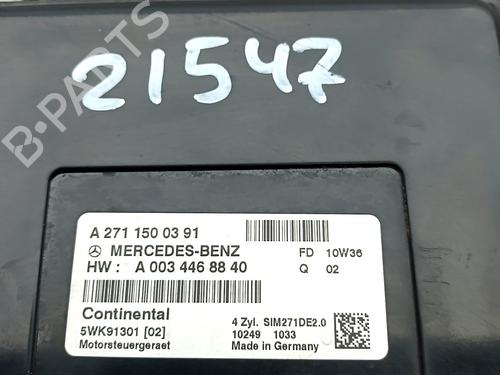 21547
B-PARTS
A 271 150 03 91
MERCEDES-BENZ
HW : A 003 446 88 40
FD 10W36
Q 02
Continental
5WK91301 [02]
Motorsteuergeraet
4 Zyl. SIM271DE2.0
10249 1033
Made in Germany